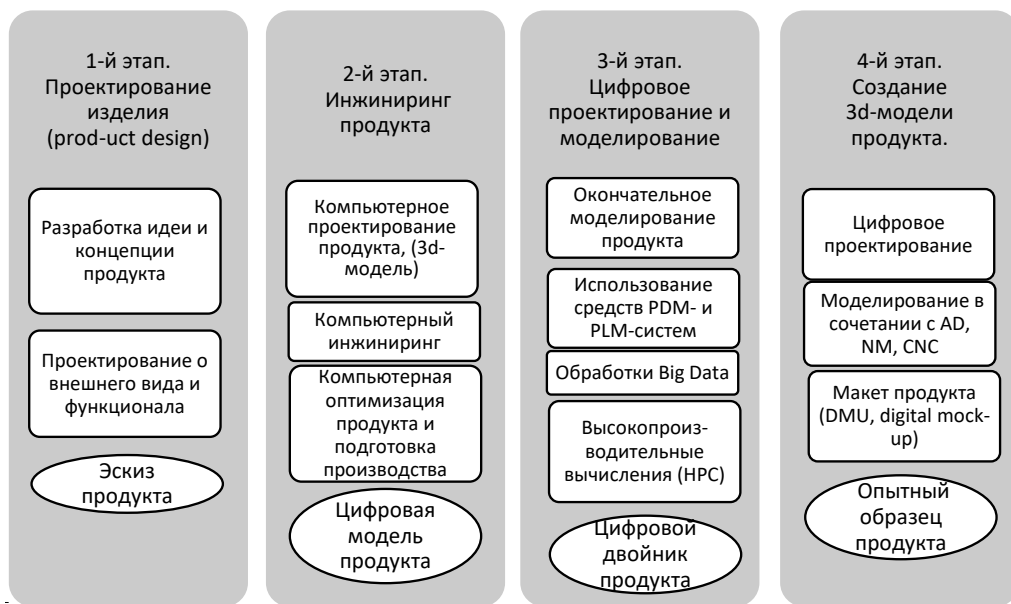 1-й этап.
Проектирование
изделия
(prod-uct design)
Разработка идеи и
концепции
продукта
Проектирование о
внешнего вида и
функционала
Эскиз
продукта
2-й этап.
Инжиниринг
продукта
Компьютерное
проектирование
продукта, (3d-
модель)
Компьютерный
инжиниринг
Компьютерная
оптимизация
продукта и
подготовка
производства
Цифровая
модель
продукта
3-й этап.
Цифровое
проектирование и
моделирование
Окончательное
моделирование
продукта
Использование
средств PDM- и
PLM-систем
Обработки Big Data
Высокопроиз-
водительные
вычисления (HPC)
Цифровой
двойник
продукта
4-й этап.
Создание
3d-модели
продукта.
Цифровое
проектирование
Моделирование в
сочетании с AD,
NM, CNC
Макет продукта
(DMU, digital mock-
up)
Опытный
образец
продукта